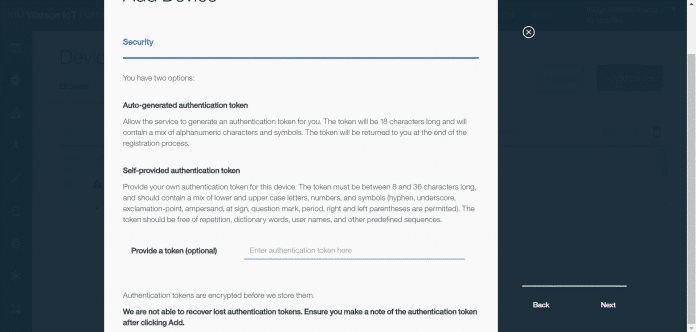 Add Device
Security
You have two options:
Auto-generated authentication token
Allow the service to generate an authentication token for you. The token will be 18 characters long and will
contain a mix of alphanumeric characters and symbols. The token will be returned to you at the end of the
registration process.
Self-provided authentication token
Provide your own authentication token for this device. The token must be between 8 and 36 characters long,
and should contain a mix of lower and upper case letters, numbers, and symbols (hyphen, underscore,
exclamation-point, ampersand, at sign, question mark, period, right and left parentheses are permitted). The
token should be free of repetition, dictionary words, user names, and other predefined sequences.
Provide a token (optional) Enter authentication token here
Authentication tokens are encrypted before we store them.
We are not able to recover lost authentication tokens. Ensure you make a note of the authentication token
after clicking Add.
Back Next